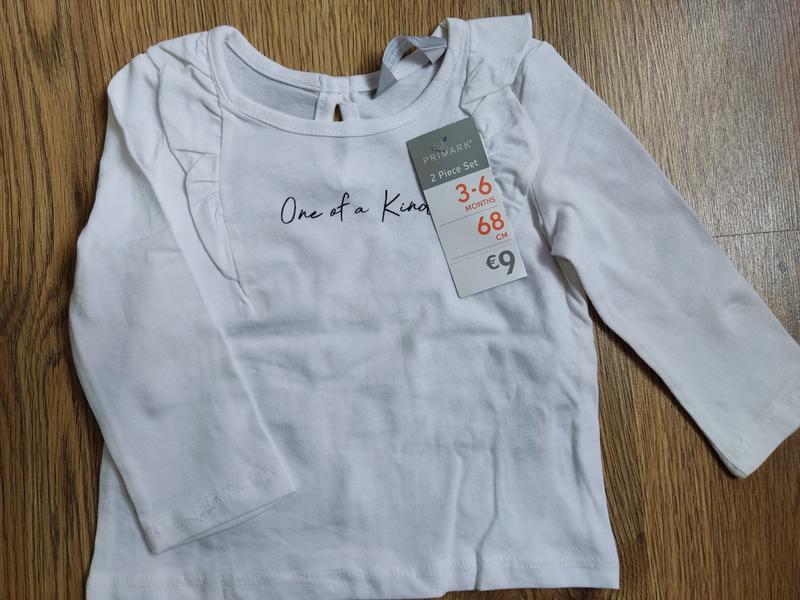 PRIMARK®
2 Piece Set
3-6
MONTHS
68
CM
€9
One of a Kind